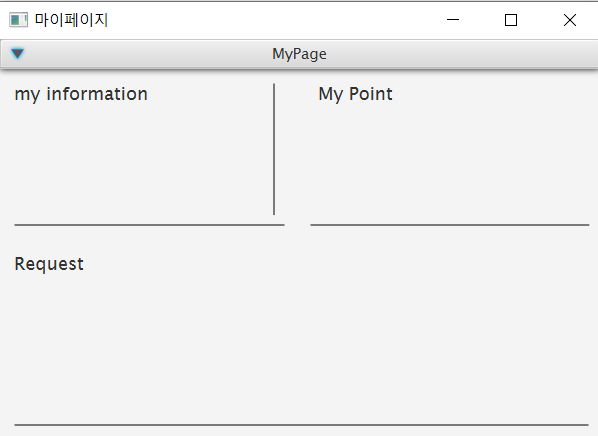 마이페이지
MyPage
my information
My Point
Request